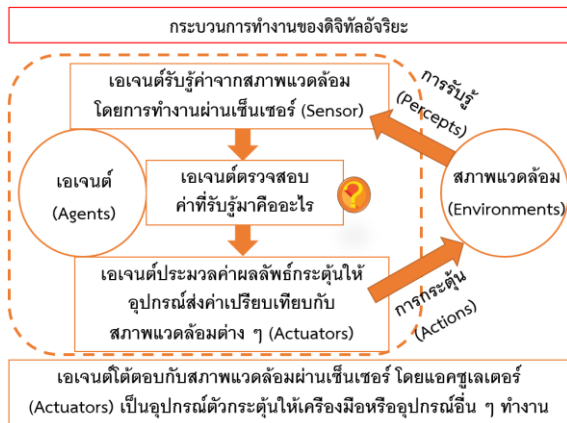 กระบวนการทำงานของดิจิทัลอัจริยะ
เอเจนต์รับรู้ค่าจากสภาพแวดล้อม
โดยการทำงานผ่านเซ็นเซอร์ (Sensor)
การรับรู้
(Percepts)
เอเจนต์
(Agents)
เอเจนต์ตรวจสอบ
ค่าที่รับรู้มาคืออะไร
?
สภาพแวดล้อม
(Environments)
เอเจนต์ประมวลค่าผลลัพธ์กระตุ้นให้
อุปกรณ์ส่งค่าเปรียบเทียบกับ
สภาพแวดล้อมต่าง ๆ (Actuators)
การกระตุ้น
(Actions)
เอเจนต์โต้ตอบกับสภาพแวดล้อมผ่านเซ็นเซอร์ โดยแอคซูเลเตอร์
(Actuators) เป็นอุปกรณ์ตัวกระตุ้นให้เครื่องมือหรืออุปกรณ์อื่น ๆ ทำงาน